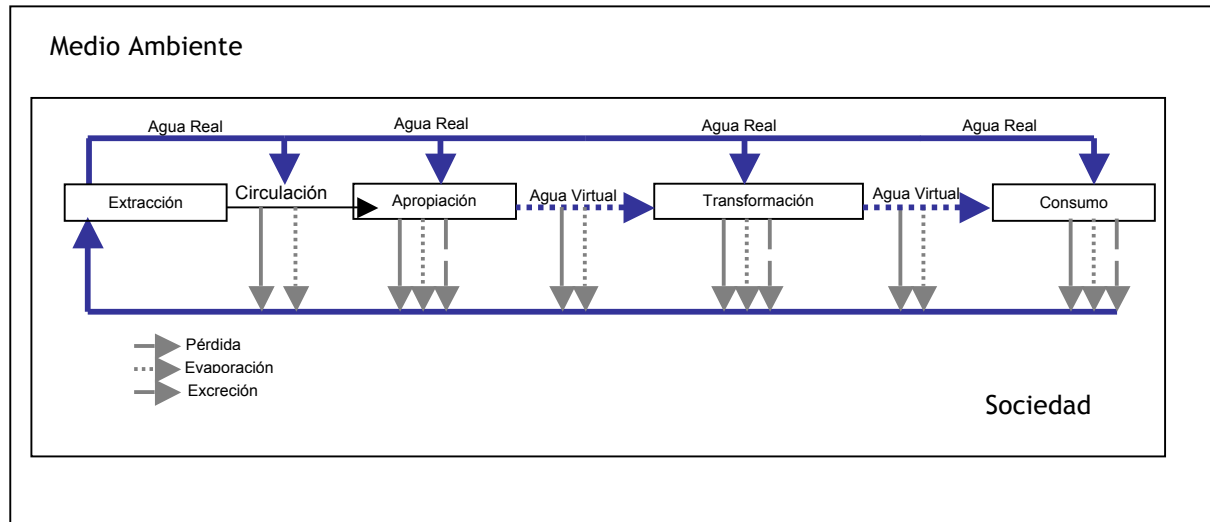 Medio Ambiente
Agua Real
Agua Real
Agua Real
Agua Real
Extracción
Circulación
Apropiación
Agua Virtual
Transformación
Agua Virtual
Consumo
Pérdida
Evaporación
Excreción
Sociedad